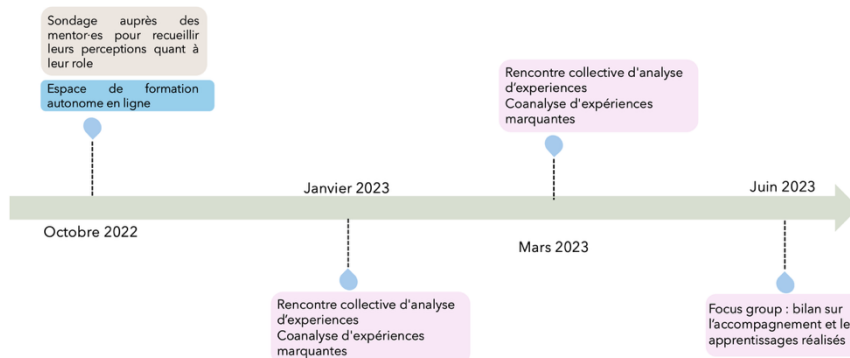 Sondage auprès des
mentor·es pour recueillir
leurs perceptions quant à
leur role
Espace de formation
autonome en ligne
Octobre 2022
Janvier 2023
Rencontre collective d'analyse
d'experiences
Coanalyse d'expériences
marquantes
Rencontre collective d'analyse
d'experiences
Coanalyse d'expériences
marquantes
Mars 2023
Juin 2023
Focus group : bilan sur
l'accompagnement et le
apprentissages réalisés